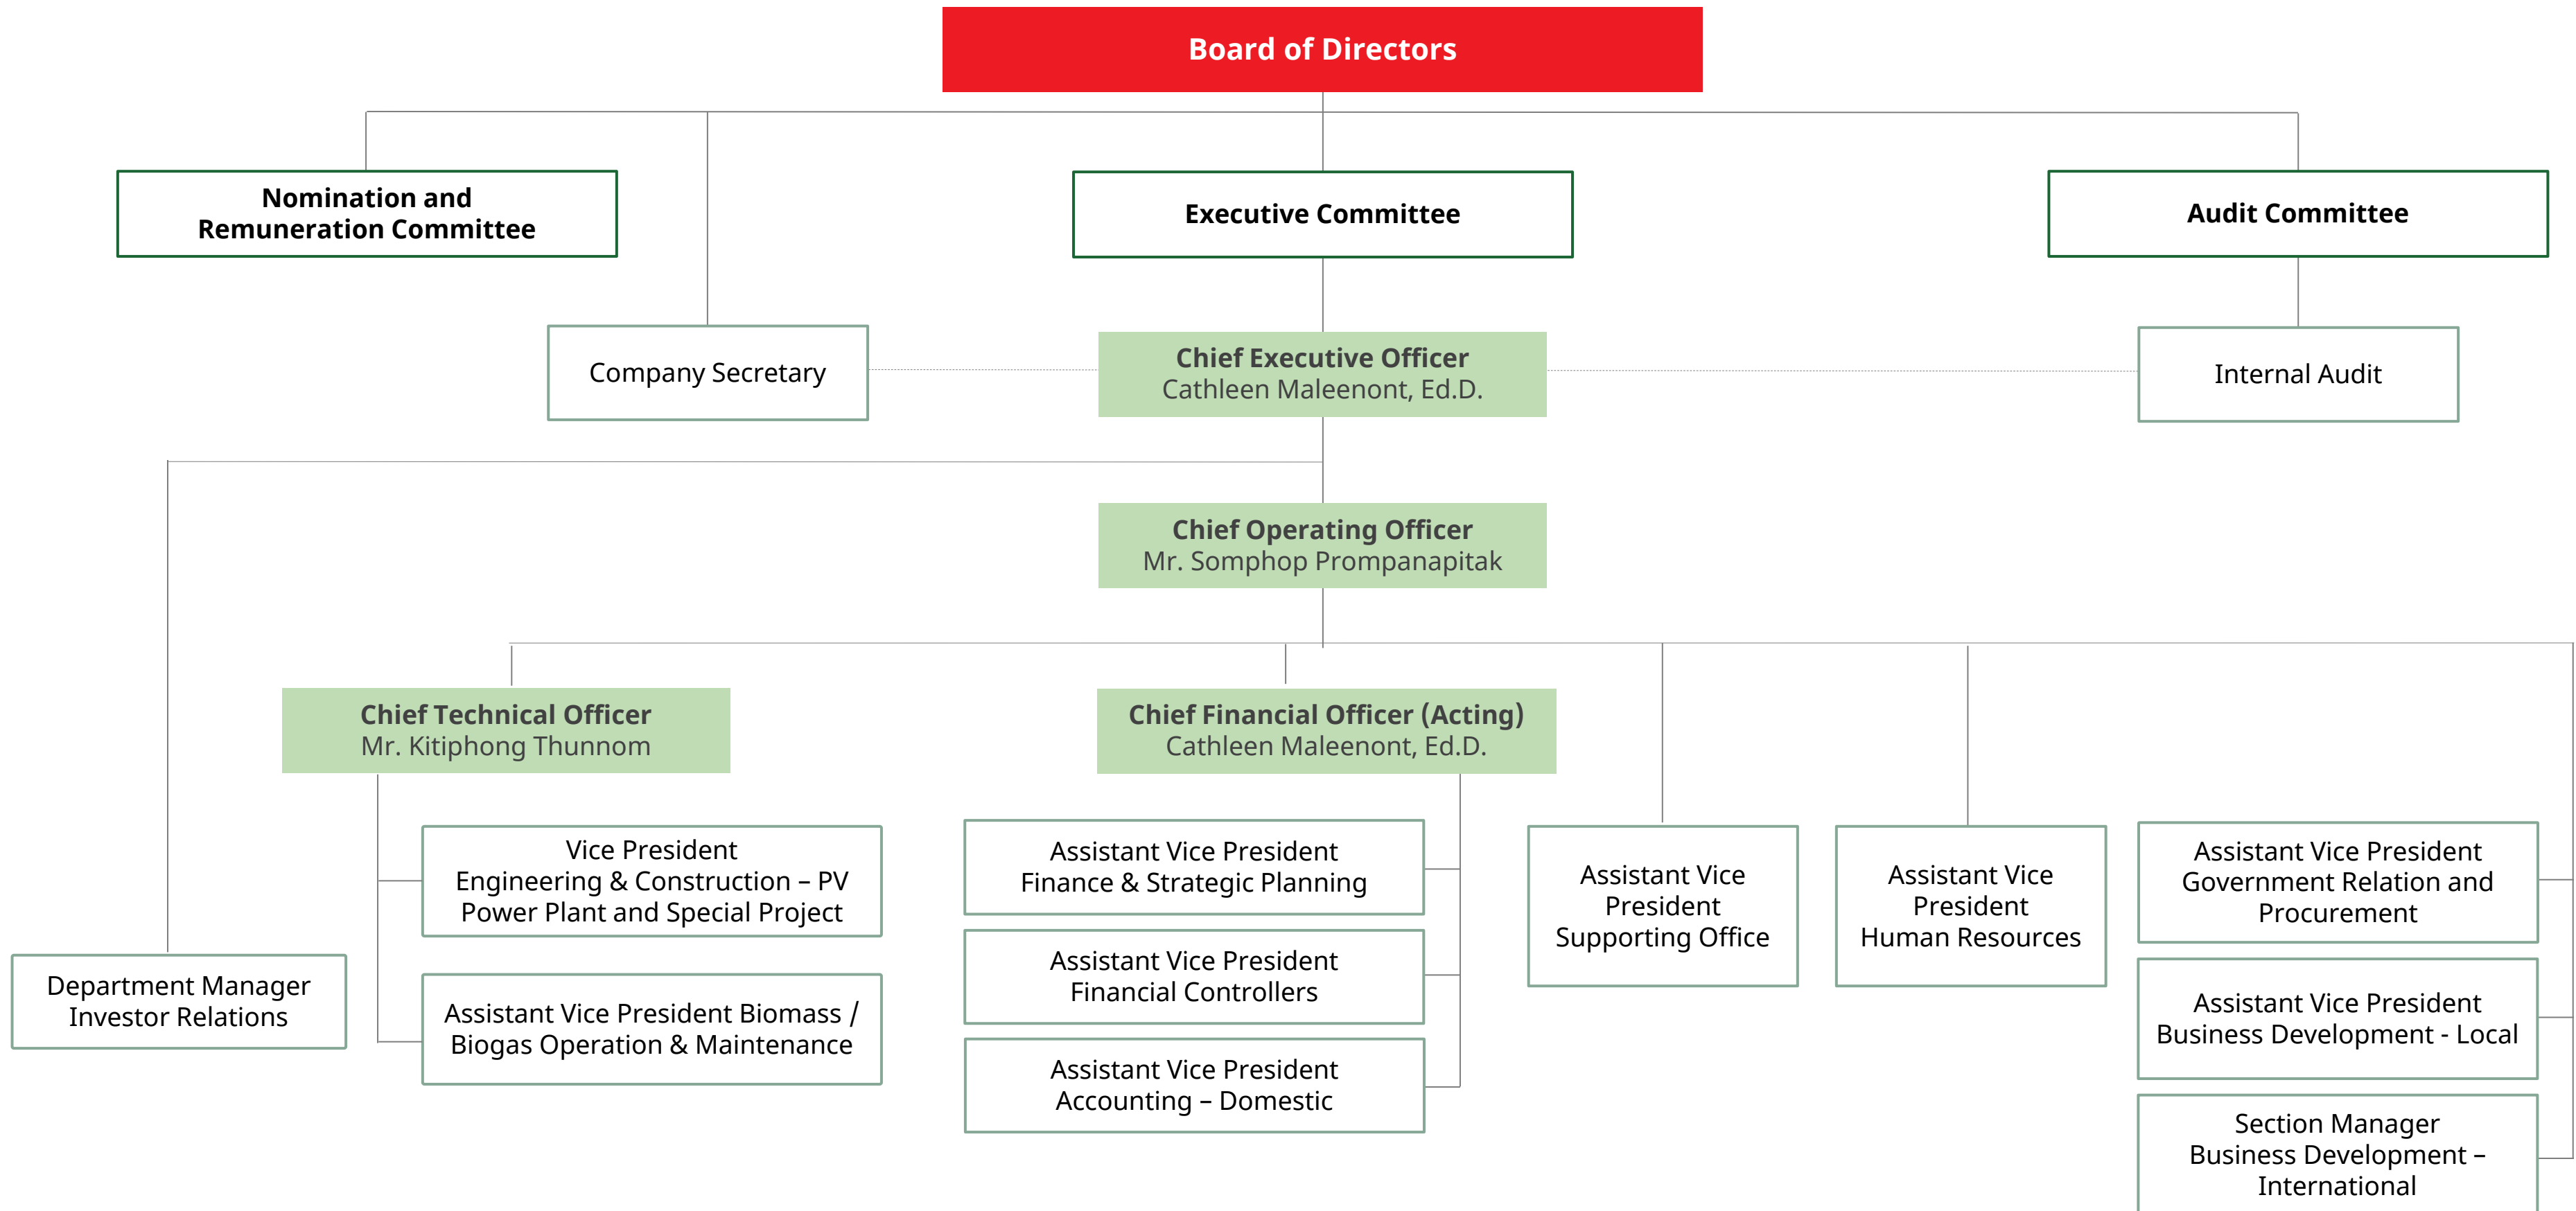 Board of Directors
Nomination and
Remuneration Committee
Executive Committee
Audit Committee
Company Secretary
Chief Executive Officer
Cathleen Maleenont, Ed.D.
Internal Audit
Chief Operating Officer
Mr. Somphop Prompanapitak
Chief Technical Officer
Mr. Kitiphong Thunnom
Chief Financial Officer (Acting)
Cathleen Maleenont, Ed.D.
Department Manager
Investor Relations
Vice President
Engineering & Construction – PV
Power Plant and Special Project
Assistant Vice President Biomass /
Biogas Operation & Maintenance
Assistant Vice President
Finance & Strategic Planning
Assistant Vice President
Financial Controllers
Assistant Vice President
Accounting – Domestic
Assistant Vice
President
Supporting Office
Assistant Vice
President
Human Resources
Assistant Vice President
Government Relation and
Procurement
Assistant Vice President
Business Development - Local
Section Manager
Business Development –
International